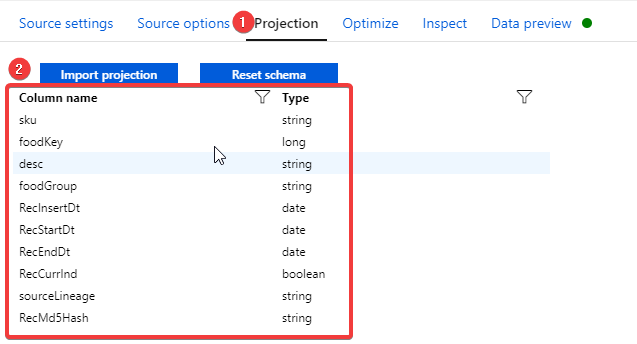 Source settings Source options 1 Projection Optimize Inspect Data preview
2 Import projection Reset schema
Column name Type
sku string
foodKey long
desc string
foodGroup string
RecInsertDt date
RecStartDt date
RecEndDt date
RecCurrInd boolean
sourceLineage string
RecMd5Hash string